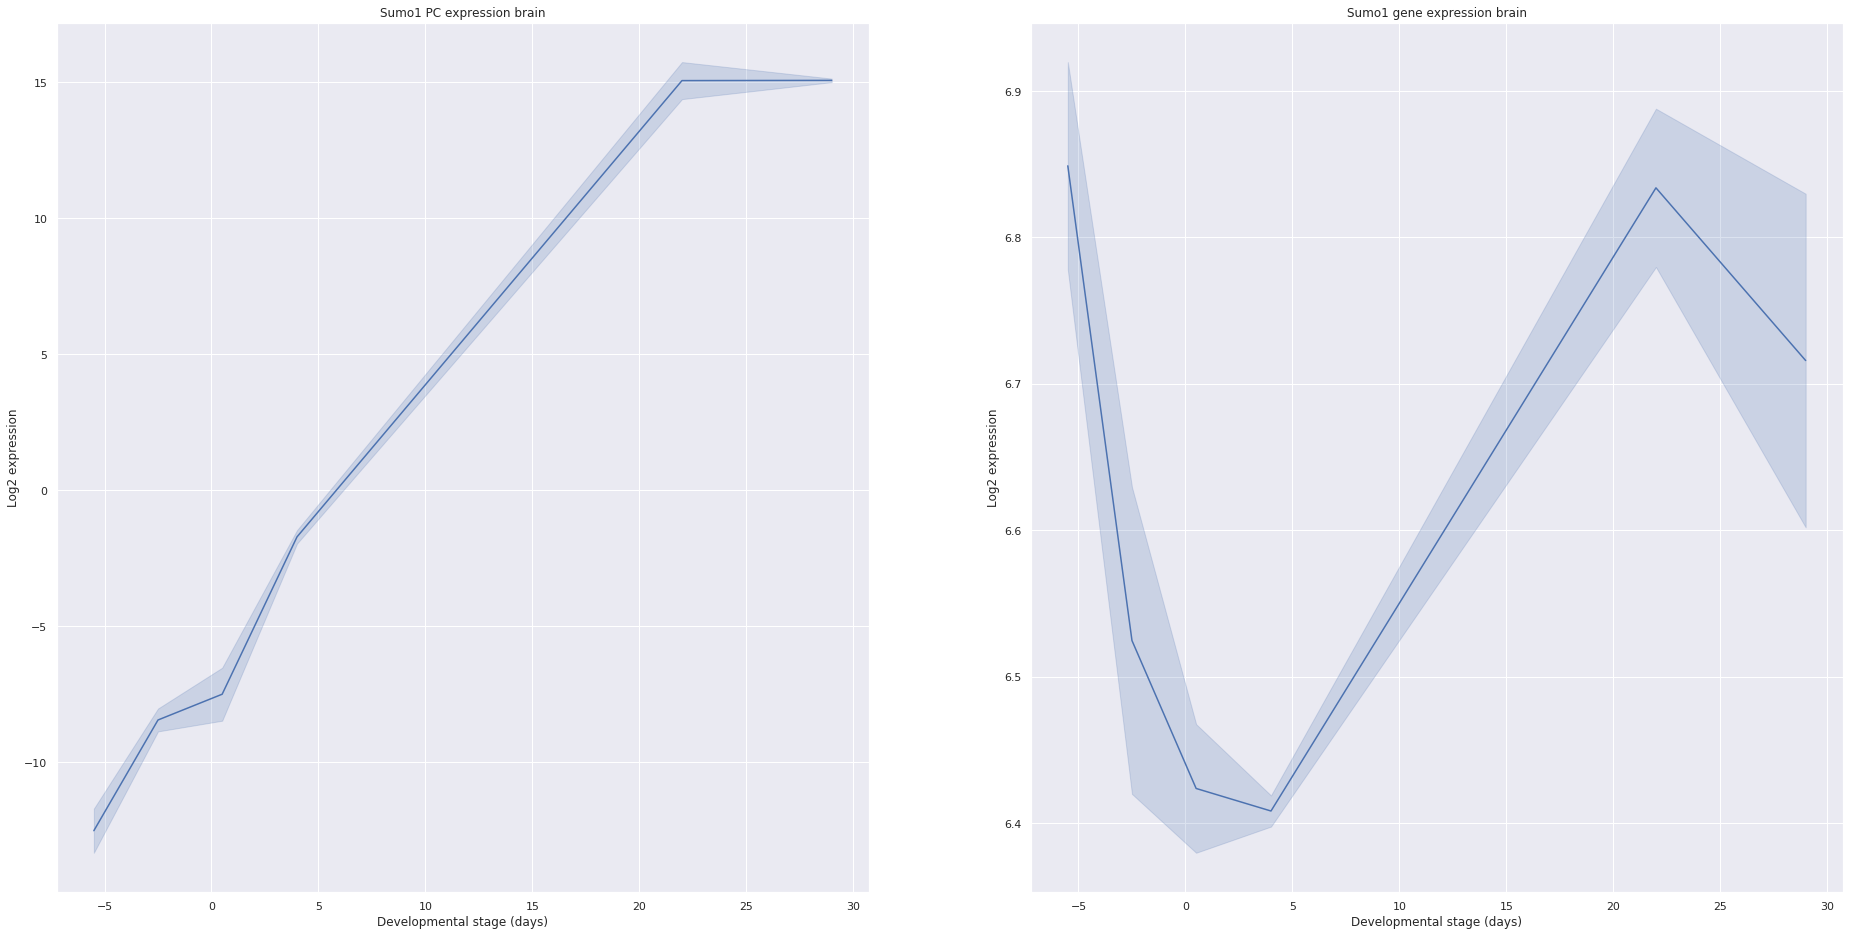 Sumo1 PC expression brain
Log2 expression
15
10
5
0
−5
−10
−5 0 5 10 15 20 25 30
Developmental stage (days)
Sumo1 gene expression brain
Log2 expression
6.9
6.8
6.7
6.6
6.5
6.4
−5 0 5 10 15 20 25 30
Developmental stage (days)